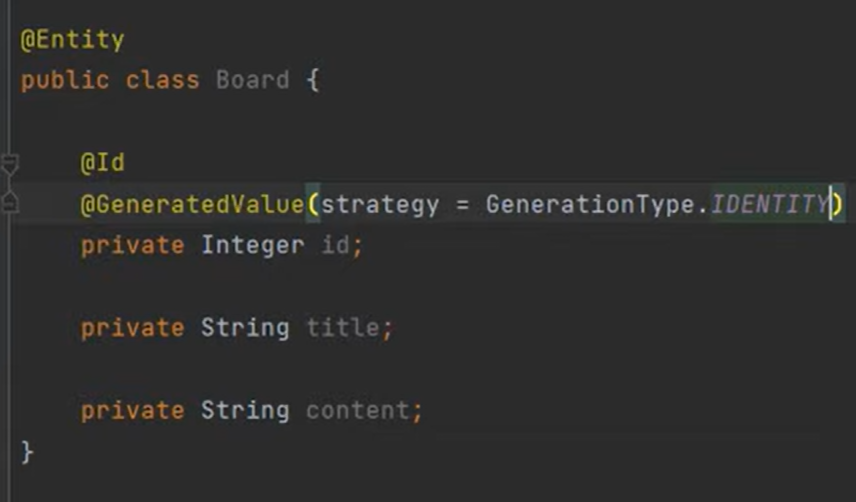 @Entity
public class Board {
@Id
@GeneratedValue(strategy = GenerationType.IDENTITY)
private Integer id;
private String title;
private String content;
}